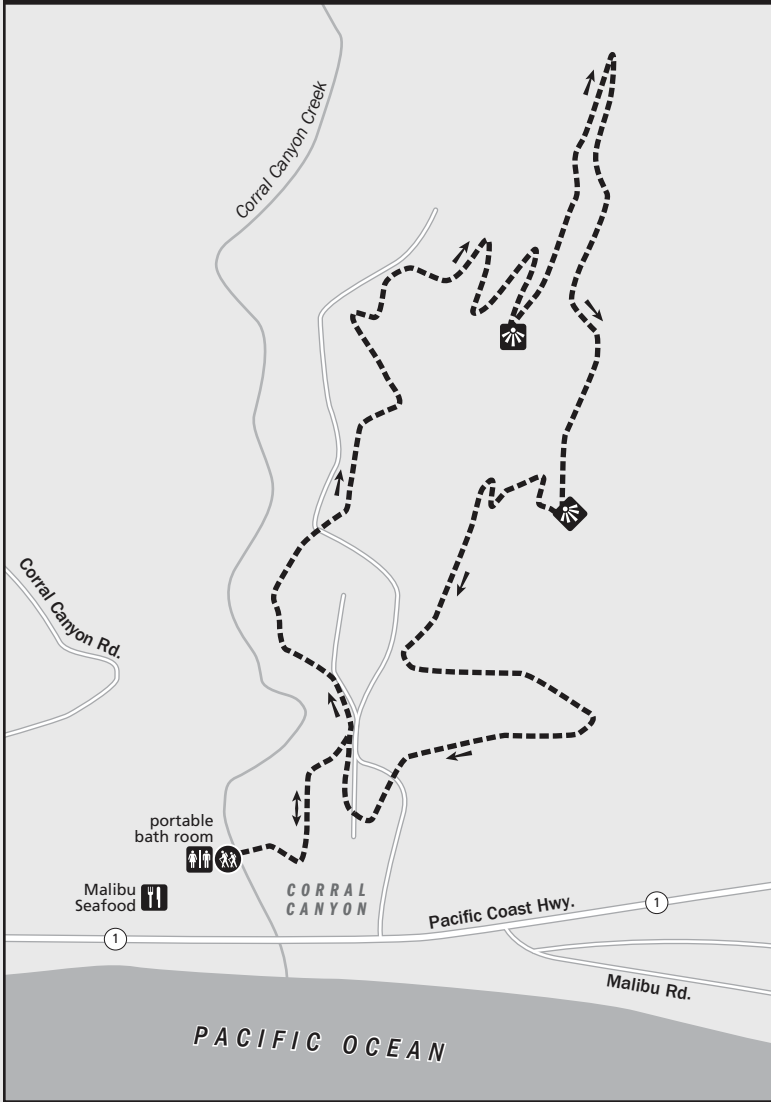 Corral Canyon Creek
Corral Canyon Rd.
portable
bath room
Malibu
Seafood
CORRAL
CANYON
Pacific Coast Hwy.
1
1
Malibu Rd.
PACIFIC OCEAN